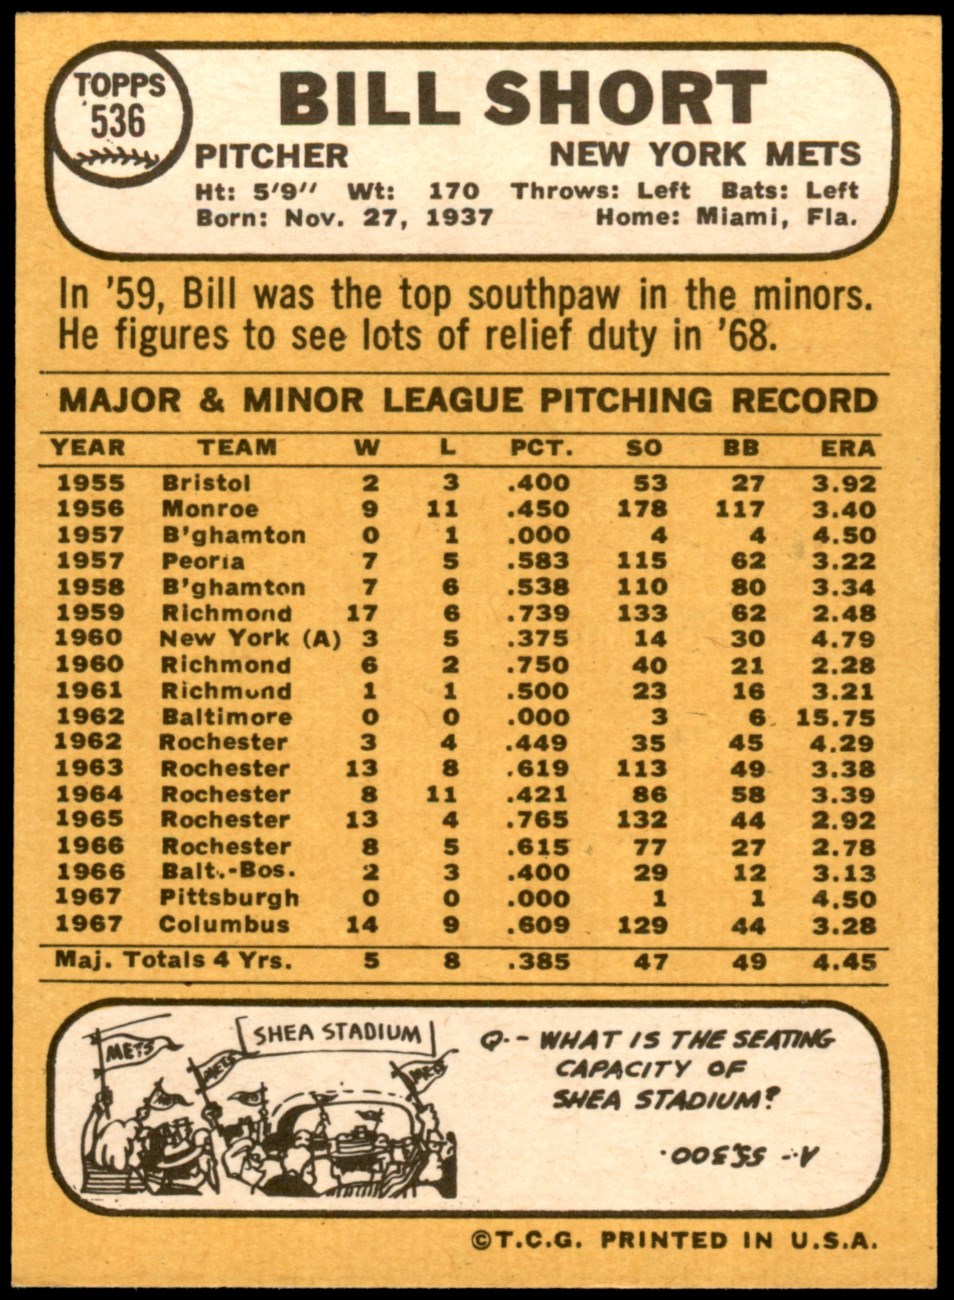 TOPPS
536
BILL SHORT
PITCHER NEW YORK METS
Ht: 5'9" Wt: 170 Throws: Left Bats: Left
Born: Nov. 27, 1937 Home: Miami, Fla.
In '59, Bill was the top southpaw in the minors.
He figures to see lots of relief duty in '68.
MAJOR & MINOR LEAGUE PITCHING RECORD
YEAR TEAM W L PCT. SO BB ERA
1955 Bristol 2 3 .400 53 27 3.92
1956 Monroe 9 11 .450 178 117 3.40
1957 B'ghamton 0 1 .000 4 4 4.50
1957 Peoria 7 5 .583 115 62 3.22
1958 B'ghamton 7 6 .538 110 80 3.34
1959 Richmond 17 6 .739 133 62 2.48
1960 New York (A) 3 5 .375 14 30 4.79
1960 Richmond 6 2 .750 40 21 2.28
1961 Richmond 1 1 .500 23 16 3.21
1962 Baltimore 0 0 .000 3 6 15.75
1962 Rochester 3 4 .449 35 45 4.29
1963 Rochester 13 8 .619 113 49 3.38
1964 Rochester 8 11 .421 86 58 3.39
1965 Rochester 13 4 .765 132 44 2.92
1966 Rochester 8 5 .615 77 27 2.78
1966 Balt.-Bos. 2 3 .400 29 12 3.13
1967 Pittsburgh 0 0 .000 1 1 4.50
1967 Columbus 14 9 .609 129 44 3.28
Maj. Totals 4 Yrs. 5 8 .385 47 49 4.45
METS
SHEA STADIUM
METS
METS
Q.- WHAT IS THE SEATING
CAPACITY OF
SHEA STADIUM?
A-- 55,300.
©T.C.G. PRINTED IN U.S.A.